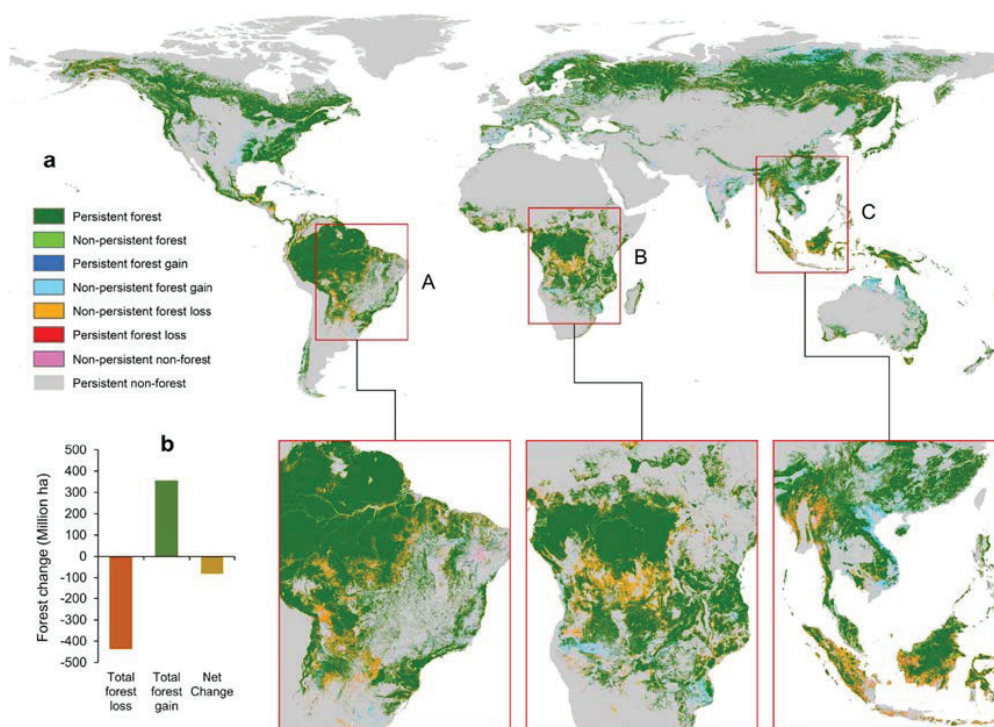 a
Persistent forest
Non-persistent forest
Persistent forest gain
Non-persistent forest gain
Non-persistent forest loss
Persistent forest loss
Non-persistent non-forest
Persistent non-forest
A
B
C
b
Forest change (Million ha)
500
400
300
200
100
0
-100
-200
-300
-400
-500
Total
forest
loss
Total
forest
gain
Net
Change